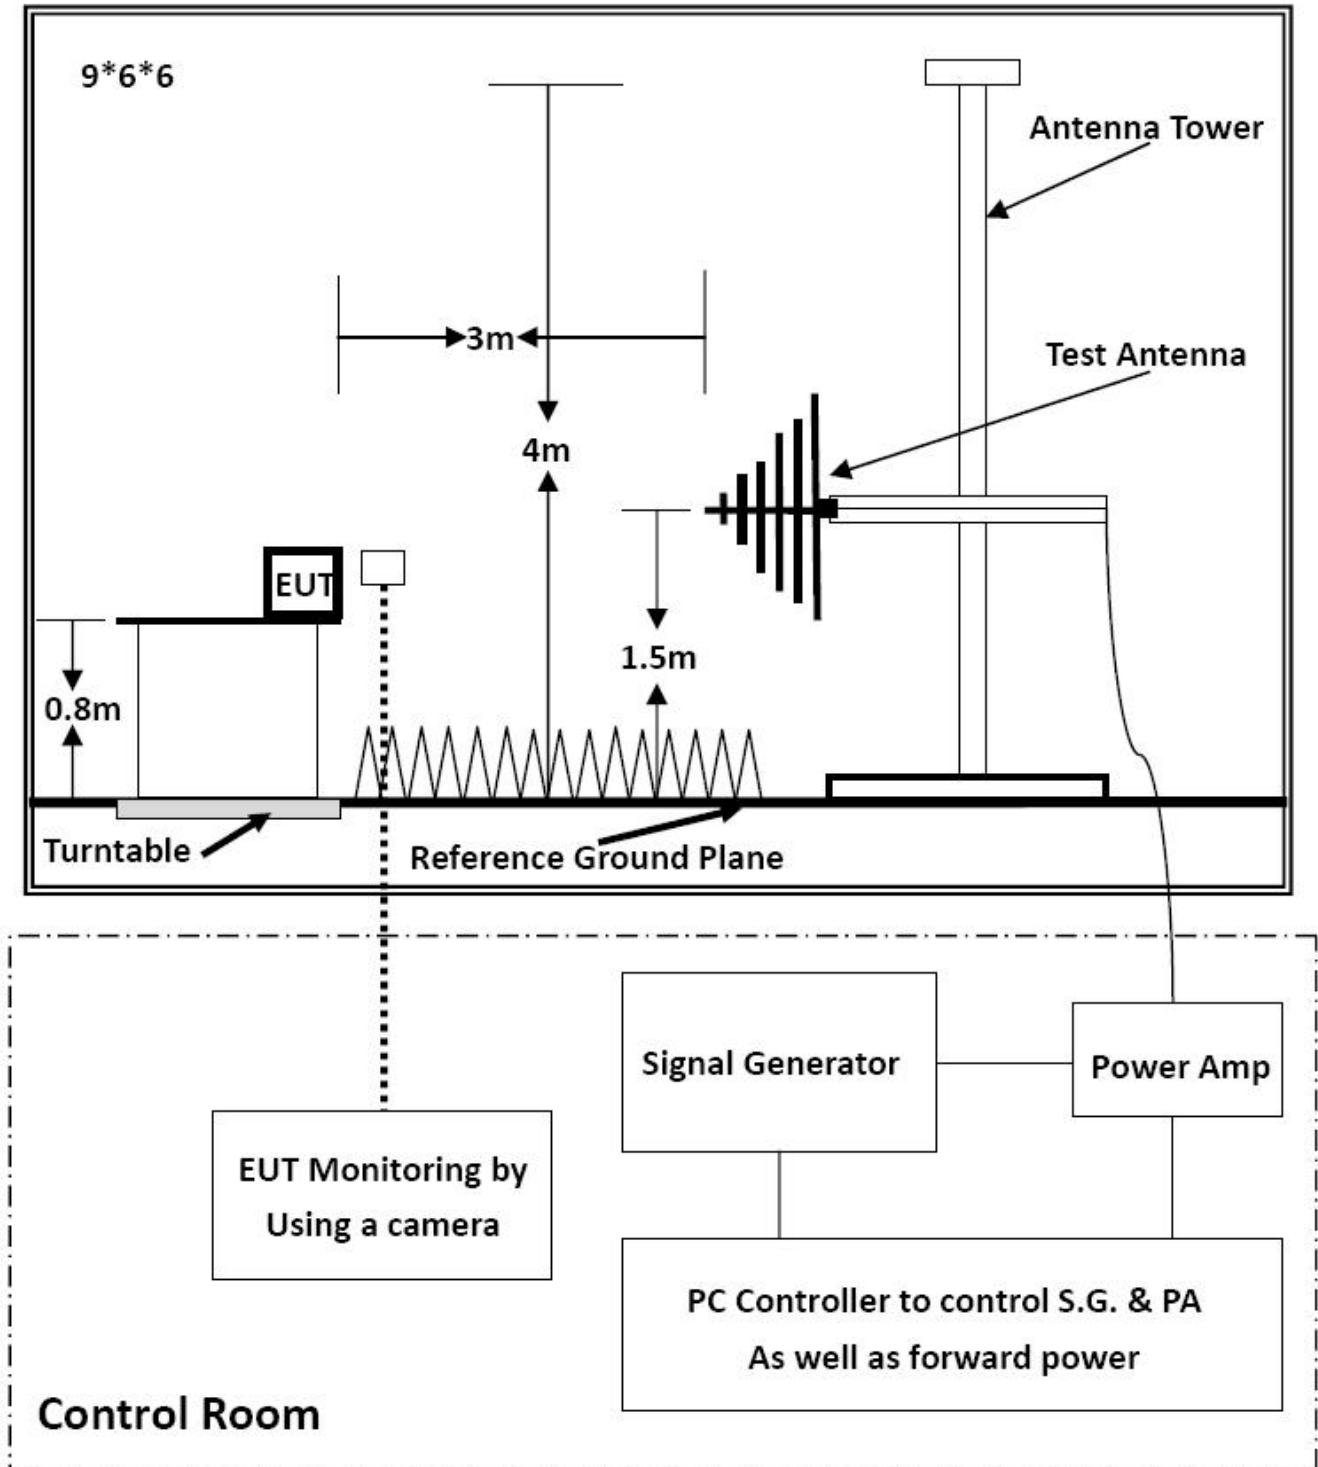 9*6*6
Antenna Tower
3m
Test Antenna
4m
EUT
1.5m
0.8m
Turntable
Reference Ground Plane
Signal Generator
Power Amp
EUT Monitoring by
Using a camera
PC Controller to control S.G. & PA
As well as forward power
Control Room